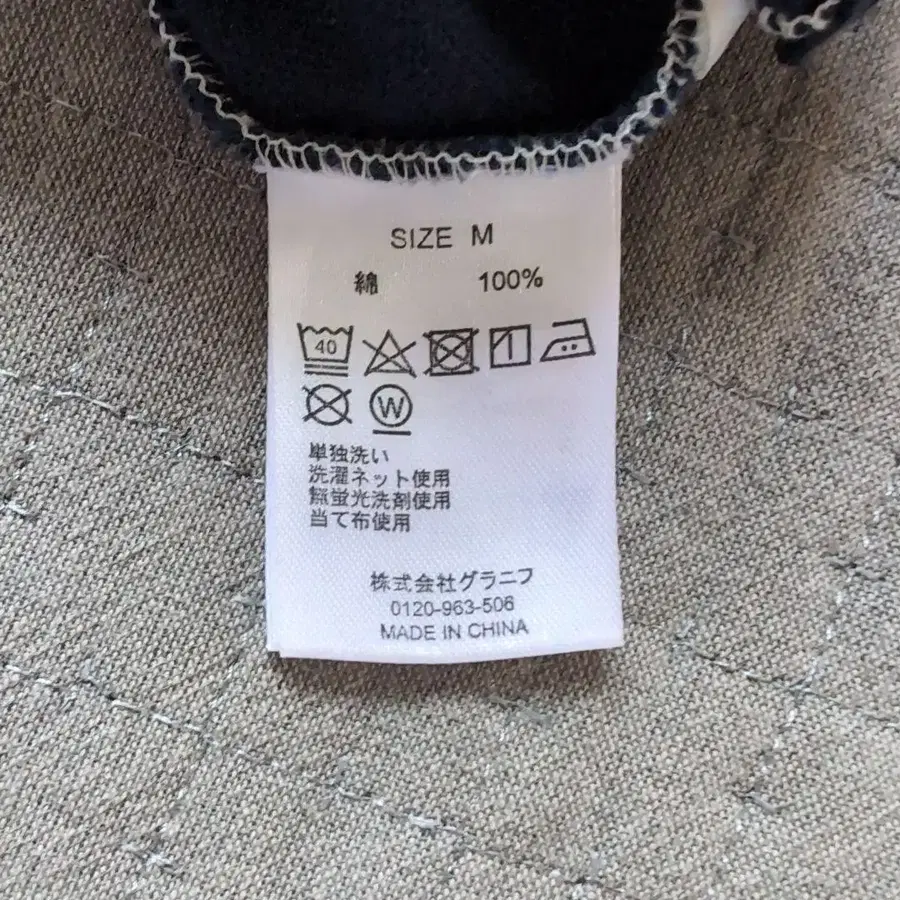 SIZE M
綿 100%
40
W
単独洗い
洗濯ネット使用
無蛍光洗剤使用
当て布使用
株式会社グラニフ
0120-963-506
MADE IN CHINA